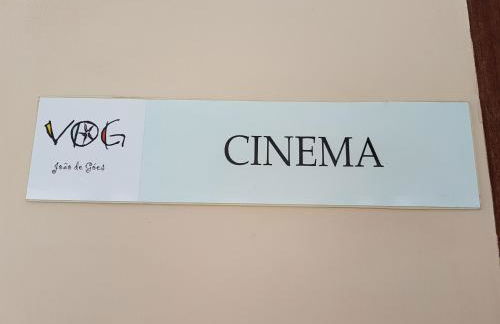 VOG
João de Góes
CINEMA